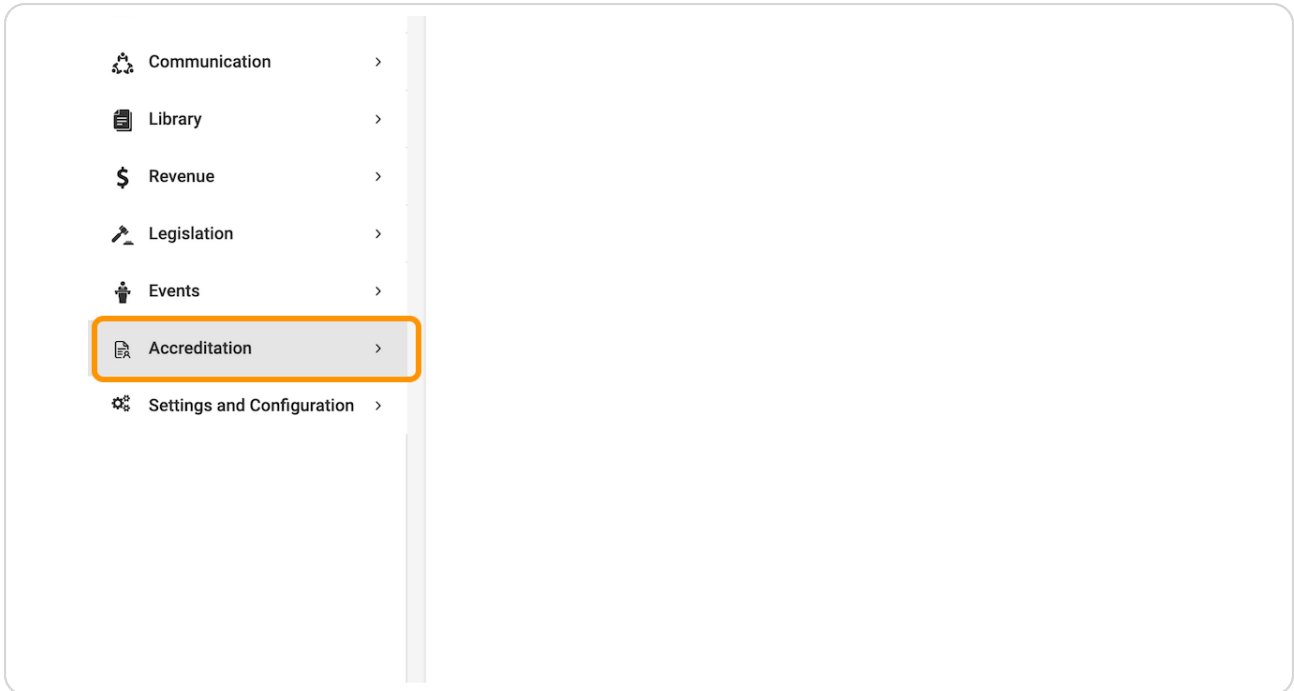 Communication
Library
Revenue
Legislation
Events
Accreditation
Settings and Configuration